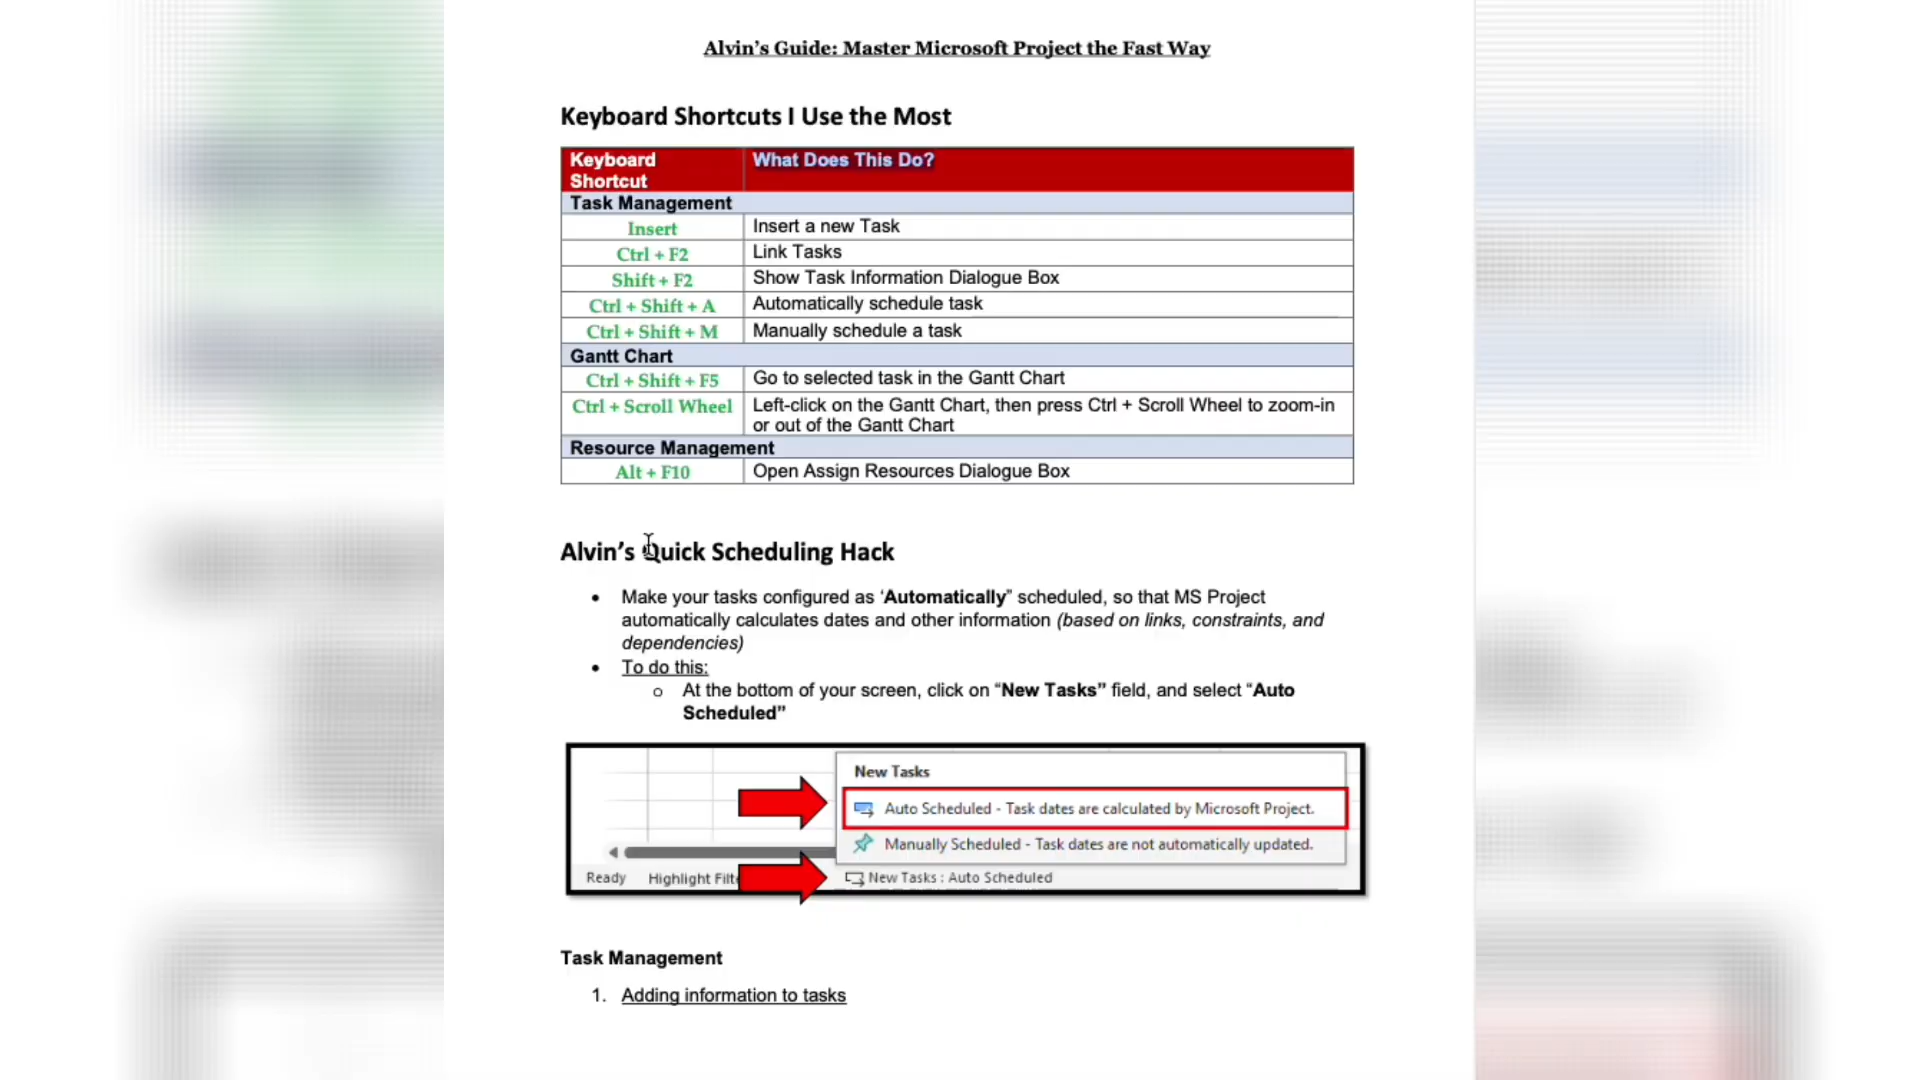 Alvin's Guide: Master Microsoft Project the Fast Way
Keyboard Shortcuts I Use the Most
Keyboard
Shortcut
What Does This Do?
Task Management
Insert
Insert a new Task
Ctrl + F2
Link Tasks
Shift + F2
Show Task Information Dialogue Box
Ctrl + Shift + A
Automatically schedule task
Ctrl + Shift + M
Manually schedule a task
Gantt Chart
Ctrl + Shift + F5
Go to selected task in the Gantt Chart
Ctrl + Scroll Wheel
Left-click on the Gantt Chart, then press Ctrl + Scroll Wheel to zoom-in
or out of the Gantt Chart
Resource Management
Alt + F10
Open Assign Resources Dialogue Box
Alvin's Quick Scheduling Hack
• Make your tasks configured as 'Automatically" scheduled, so that MS Project
automatically calculates dates and other information (based on links, constraints, and
dependencies)
• To do this:
o At the bottom of your screen, click on "New Tasks" field, and select "Auto
Scheduled"
New Tasks
Auto Scheduled - Task dates are calculated by Microsoft Project.
Manually Scheduled - Task dates are not automatically updated.
Ready
Highlight Filt
New Tasks : Auto Scheduled
Task Management
1. Adding information to tasks